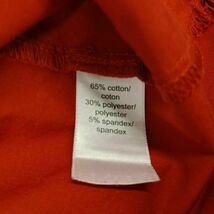 65% cotton/
coton
30% polyester/
polyester
5% spandex/
spandex